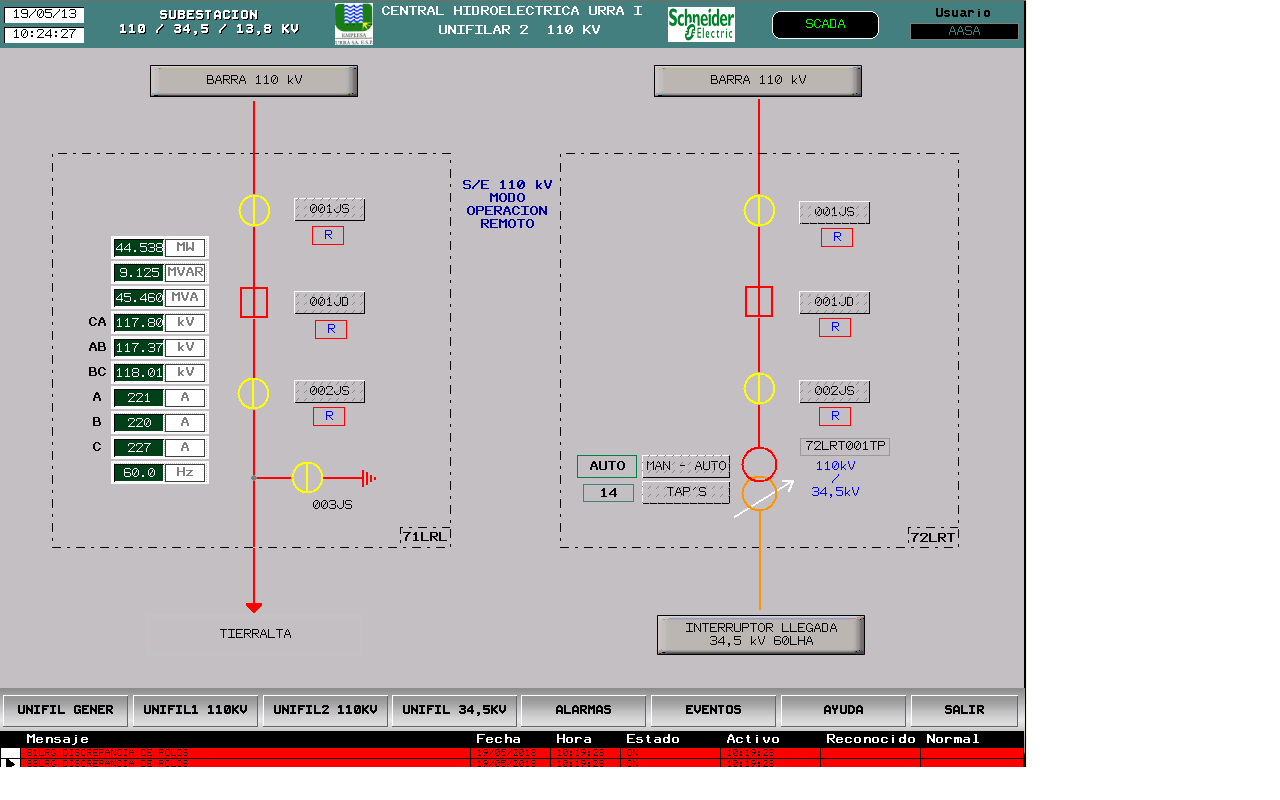 19/05/13
10:24:27
SUBESTACION
110 / 34,5 / 13,8 KV
EMPRESA
URRA S.A. E.S.P.
CENTRAL HIDROELECTRICA URRA I
UNIFILAR 2 110 KV
Schneider
Electric
SCADA
Usuario
AASA
BARRA 110 kV
BARRA 110 kV
S/E 110 kV
MODO
OPERACION
REMOTO
001JS
R
001JS
R
44.538 MW
9.125 MVAR
45.460 MVA
CA 117.80 kV
AB 117.37 kV
BC 118.01 kV
A 221 A
B 220 A
C 227 A
60.0 Hz
001JD
R
001JD
R
002JS
R
002JS
R
003JS
72LRT001TP
110kV
/
34,5kV
AUTO MAN - AUTO
14 TAP'S
71LRL
72LRT
TIERRALTA
INTERRUPTOR LLEGADA
34,5 kV 60LHA
UNIFIL GENER UNIFIL1 110KV UNIFIL2 110KV UNIFIL 34,5KV ALARMAS EVENTOS AYUDA SALIR
Mensaje Fecha Hora Estado Activo Reconocido Normal
81LRG DISCREPANCIA DE POLOS 19/05/2013 10:19:23 ON 10:19:23
83LRG DISCREPANCIA DE POLOS 19/05/2013 10:19:23 ON 10:19:23